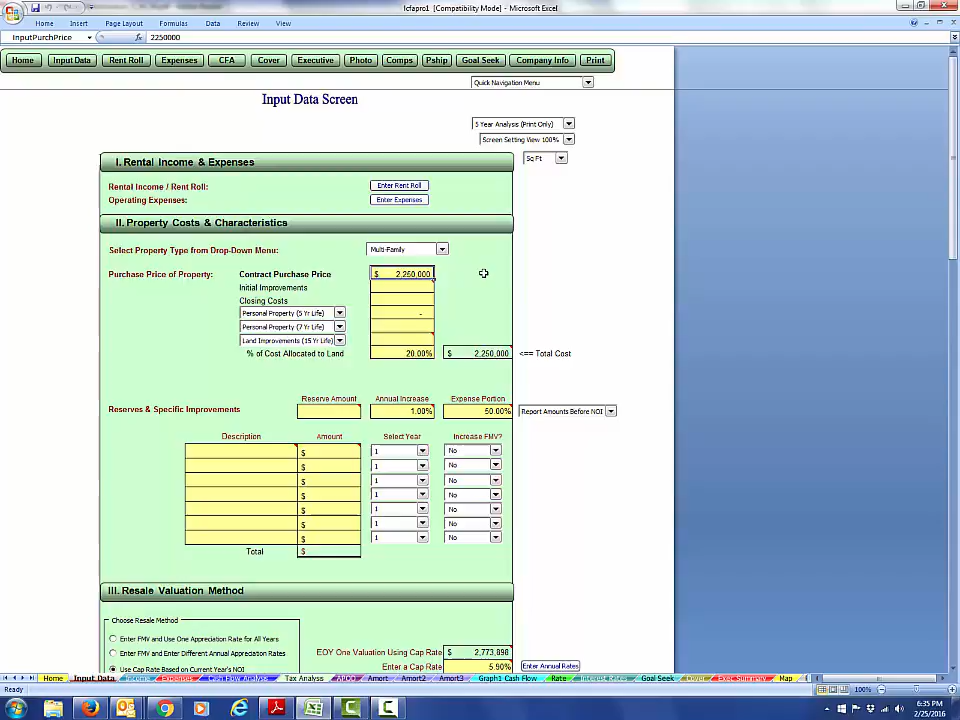 lcfapro1 [Compatibility Mode] - Microsoft Excel
Home Insert Page Layout Formulas Data Review View
InputPurchPrice fx 2250000
Home Input Data Rent Roll Expenses CFA Cover Executive Photo Comps Pship Goal Seek Company Info Print
Quick Navigation Menu
Input Data Screen
5 Year Analysis (Print Only)
Screen Setting View 100%
Sq Ft
I. Rental Income & Expenses
Rental Income / Rent Roll: Enter Rent Roll
Operating Expenses: Enter Expenses
II. Property Costs & Characteristics
Select Property Type from Drop-Down Menu: Multi-Family
Purchase Price of Property: Contract Purchase Price $ 2,250,000
Initial Improvements
Closing Costs
Personal Property (5 Yr Life) -
Personal Property (7 Yr Life)
Land Improvements (15 Yr Life)
% of Cost Allocated to Land 20.00% $ 2,250,000 <== Total Cost
Reserve Amount Annual Increase Expense Portion
Reserves & Specific Improvements 1.00% 50.00% Report Amounts Before NOI
Description Amount Select Year Increase FMV?
$ 1 No
$ 1 No
$ 1 No
$ 1 No
$ 1 No
$ 1 No
$ 1 No
Total $
III. Resale Valuation Method
Choose Resale Method
Enter FMV and Use One Appreciation Rate for All Years
Enter FMV and Enter Different Annual Appreciation Rates EOY One Valuation Using Cap Rate $ 2,773,898
Use Cap Rate Based on Current Year's NOI Enter a Cap Rate 5.90% Enter Annual Rates
Home Input Data Income Expenses Cash Flow Analysis Tax Analysis APOD Amort Amort2 Amort3 Graph1 Cash Flow Rate Interest Rates Goal Seek Cover Exec Summary Map
Ready 100%
6:35 PM
2/25/2016